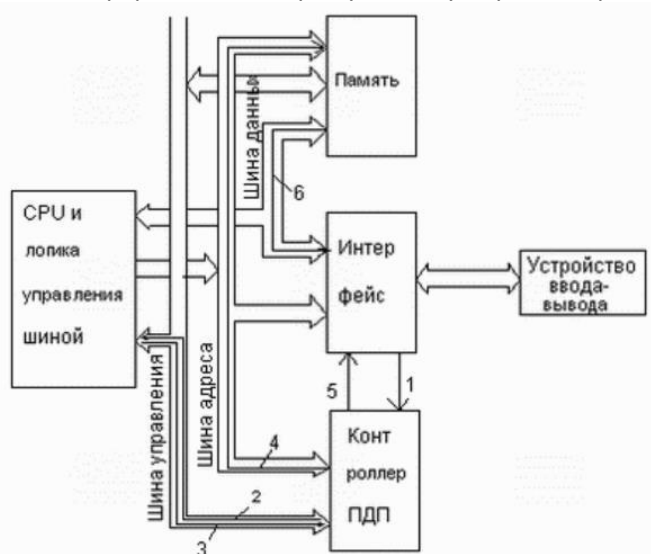 Память
Шина данных
6
CPU и
логика
управления
шиной
Интер
фейс
Устройство
ввода-
вывода
Шина управления
Шина адреса
5
1
4
Конт
роллер
ПДП
2
3